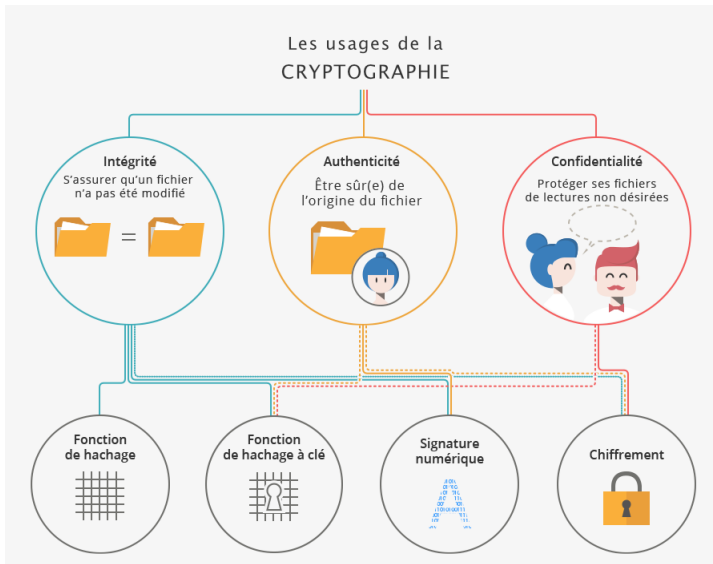 Les usages de la
CRYPTOGRAPHIE
Intégrité
S'assurer qu'un fichier
n'a pas été modifié
=
Authenticité
Être sûr(e) de
l'origine du fichier
Confidentialité
Protéger ses fichiers
de lectures non désirées
Fonction
de hachage
Fonction
de hachage à clé
Signature
numérique
Chiffrement